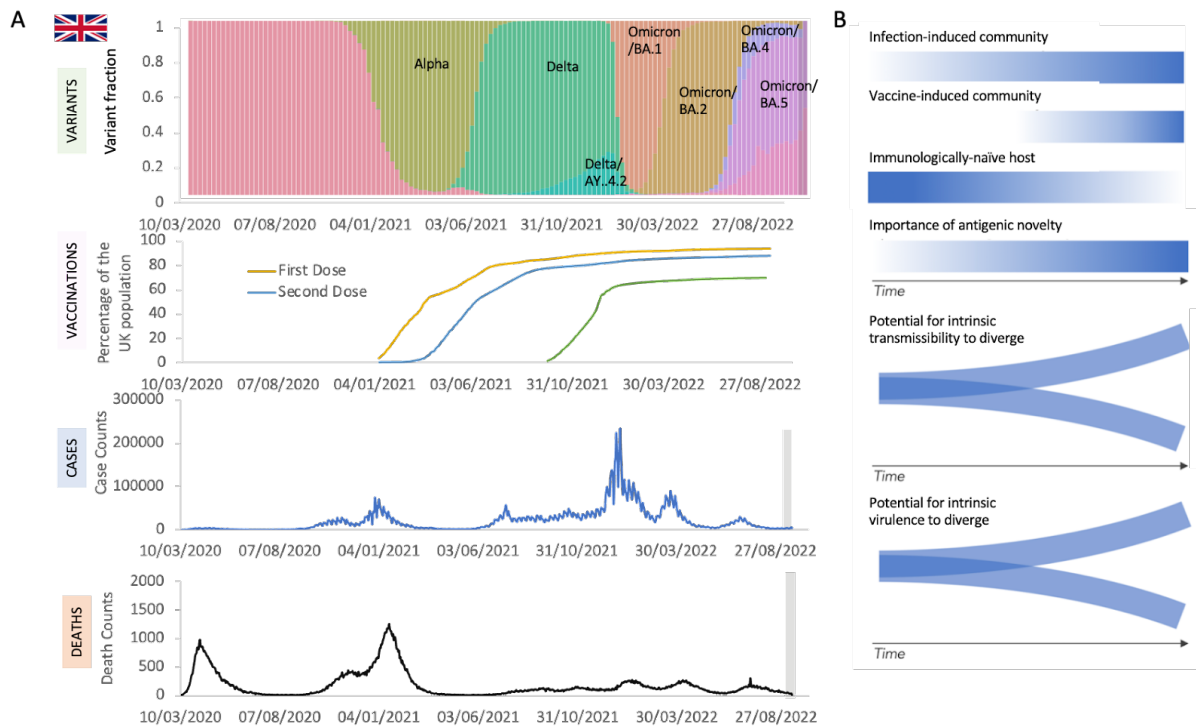 A
VARIANTS
Variant fraction
1
0.8
0.6
0.4
0.2
0
Alpha
Delta
Omicron
/BA.1
Omicron/
BA.2
Omicron/
BA.4
Omicron/
BA.5
Delta/
AY..4.2
10/03/2020 07/08/2020 04/01/2021 03/06/2021 31/10/2021 30/03/2022 27/08/2022
VACCINATIONS
Percentage of the
UK population
100
80
60
40
20
0
First Dose
Second Dose
10/03/2020 07/08/2020 04/01/2021 03/06/2021 31/10/2021 30/03/2022 27/08/2022
CASES
Case Counts
300000
200000
100000
0
10/03/2020 07/08/2020 04/01/2021 03/06/2021 31/10/2021 30/03/2022 27/08/2022
DEATHS
Death Counts
2000
1500
1000
500
0
10/03/2020 07/08/2020 04/01/2021 03/06/2021 31/10/2021 30/03/2022 27/08/2022
B
Infection-induced community
Vaccine-induced community
Immunologically-naïve host
Importance of antigenic novelty
Time
Potential for intrinsic
transmissibility to diverge
Time
Potential for intrinsic
virulence to diverge
Time